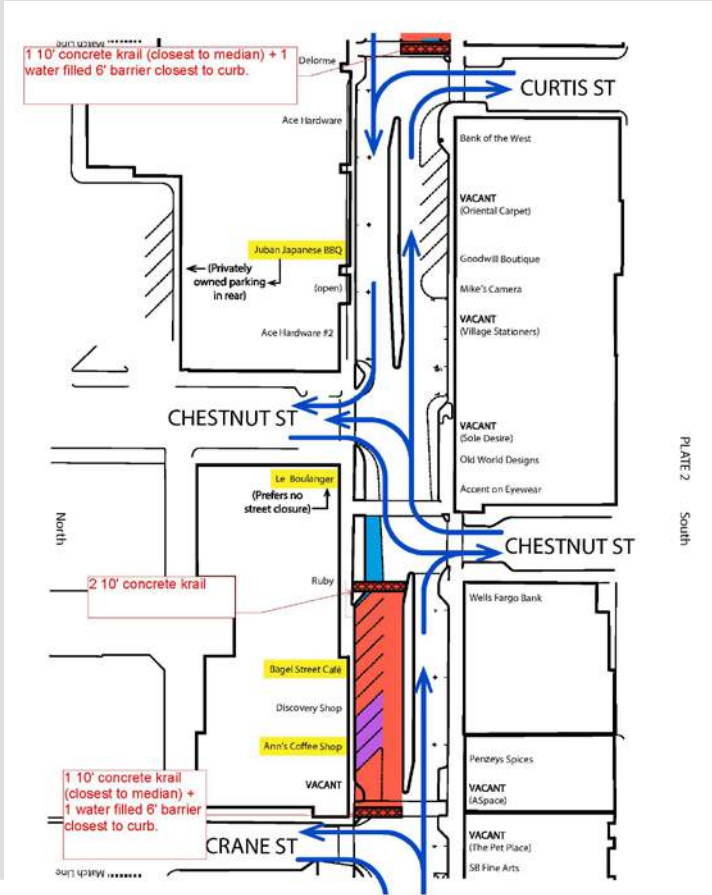 Match Line
1 10' concrete krail (closest to median) + 1
water filled 6' barrier closest to curb.
Delorme
CURTIS ST
Ace Hardware
Bank of the West
VACANT
(Oriental Carpet)
Juban Japanese BBQ
(Privately
owned parking
in rear)
(open)
Goodwill Boutique
Mike's Camera
VACANT
(Village Stationers)
Ace Hardware #2
CHESTNUT ST
VACANT
(Sole Desire)
Old World Designs
Accent on Eyewear
PLATE 2
South
Le Boulanger
(Prefers no
street closure)
North
CHESTNUT ST
Ruby
2 10' concrete krail
Wells Fargo Bank
Bagel Street Café
Discovery Shop
Ann's Coffee Shop
VACANT
Penzeys Spices
VACANT
(ASpace)
1 10' concrete krail
(closest to median) +
1 water filled 6' barrier
closest to curb.
CRANE ST
VACANT
(The Pet Place)
SB Fine Arts
Match Line